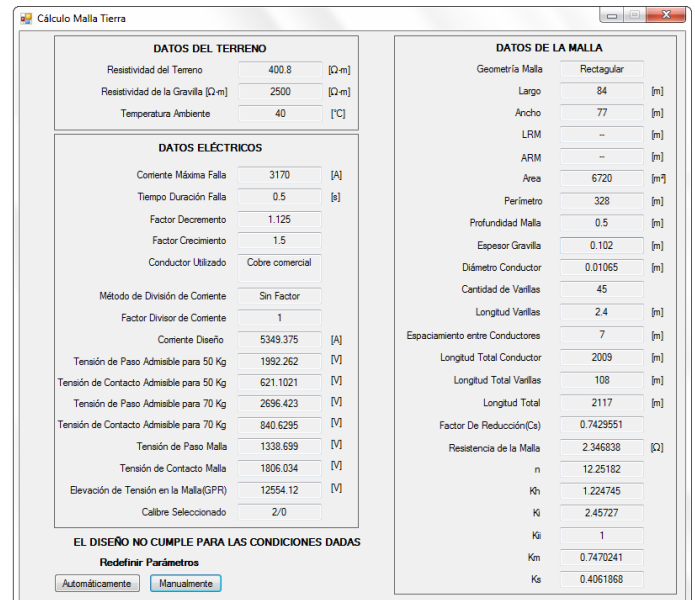 Cálculo Malla Tierra
DATOS DEL TERRENO
Resistividad del Terreno 400.8 [Ω·m]
Resistividad de la Gravilla [Ω·m] 2500 [Ω·m]
Temperatura Ambiente 40 [°C]
DATOS ELÉCTRICOS
Corriente Máxima Falla 3170 [A]
Tiempo Duración Falla 0.5 [s]
Factor Decremento 1.125
Factor Crecimiento 1.5
Conductor Utilizado Cobre comercial
Método de División de Corriente Sin Factor
Factor Divisor de Corriente 1
Corriente Diseño 5349.375 [A]
Tensión de Paso Admisible para 50 Kg 1992.262 [V]
Tensión de Contacto Admisible para 50 Kg 621.1021 [V]
Tensión de Paso Admisible para 70 Kg 2696.423 [V]
Tensión de Contacto Admisible para 70 Kg 840.6295 [V]
Tensión de Paso Malla 1338.699 [V]
Tensión de Contacto Malla 1806.034 [V]
Elevación de Tensión en la Malla(GPR) 12554.12 [V]
Calibre Seleccionado 2/0
EL DISEÑO NO CUMPLE PARA LAS CONDICIONES DADAS
Redefinir Parámetros
Automáticamente Manualmente
DATOS DE LA MALLA
Geometría Malla Rectagular
Largo 84 [m]
Ancho 77 [m]
LRM -- [m]
ARM -- [m]
Area 6720 [m²]
Perímetro 328 [m]
Profundidad Malla 0.5 [m]
Espesor Gravilla 0.102 [m]
Diámetro Conductor 0.01065 [m]
Cantidad de Varillas 45
Longitud Varillas 2.4 [m]
Espaciamiento entre Conductores 7 [m]
Longitud Total Conductor 2009 [m]
Longitud Total Varillas 108 [m]
Longitud Total 2117 [m]
Factor De Reducción(Cs) 0.7429551
Resistencia de la Malla 2.346838 [Ω]
n 12.25182
Kh 1.224745
Ki 2.45727
Kii 1
Km 0.7470241
Ks 0.4061868